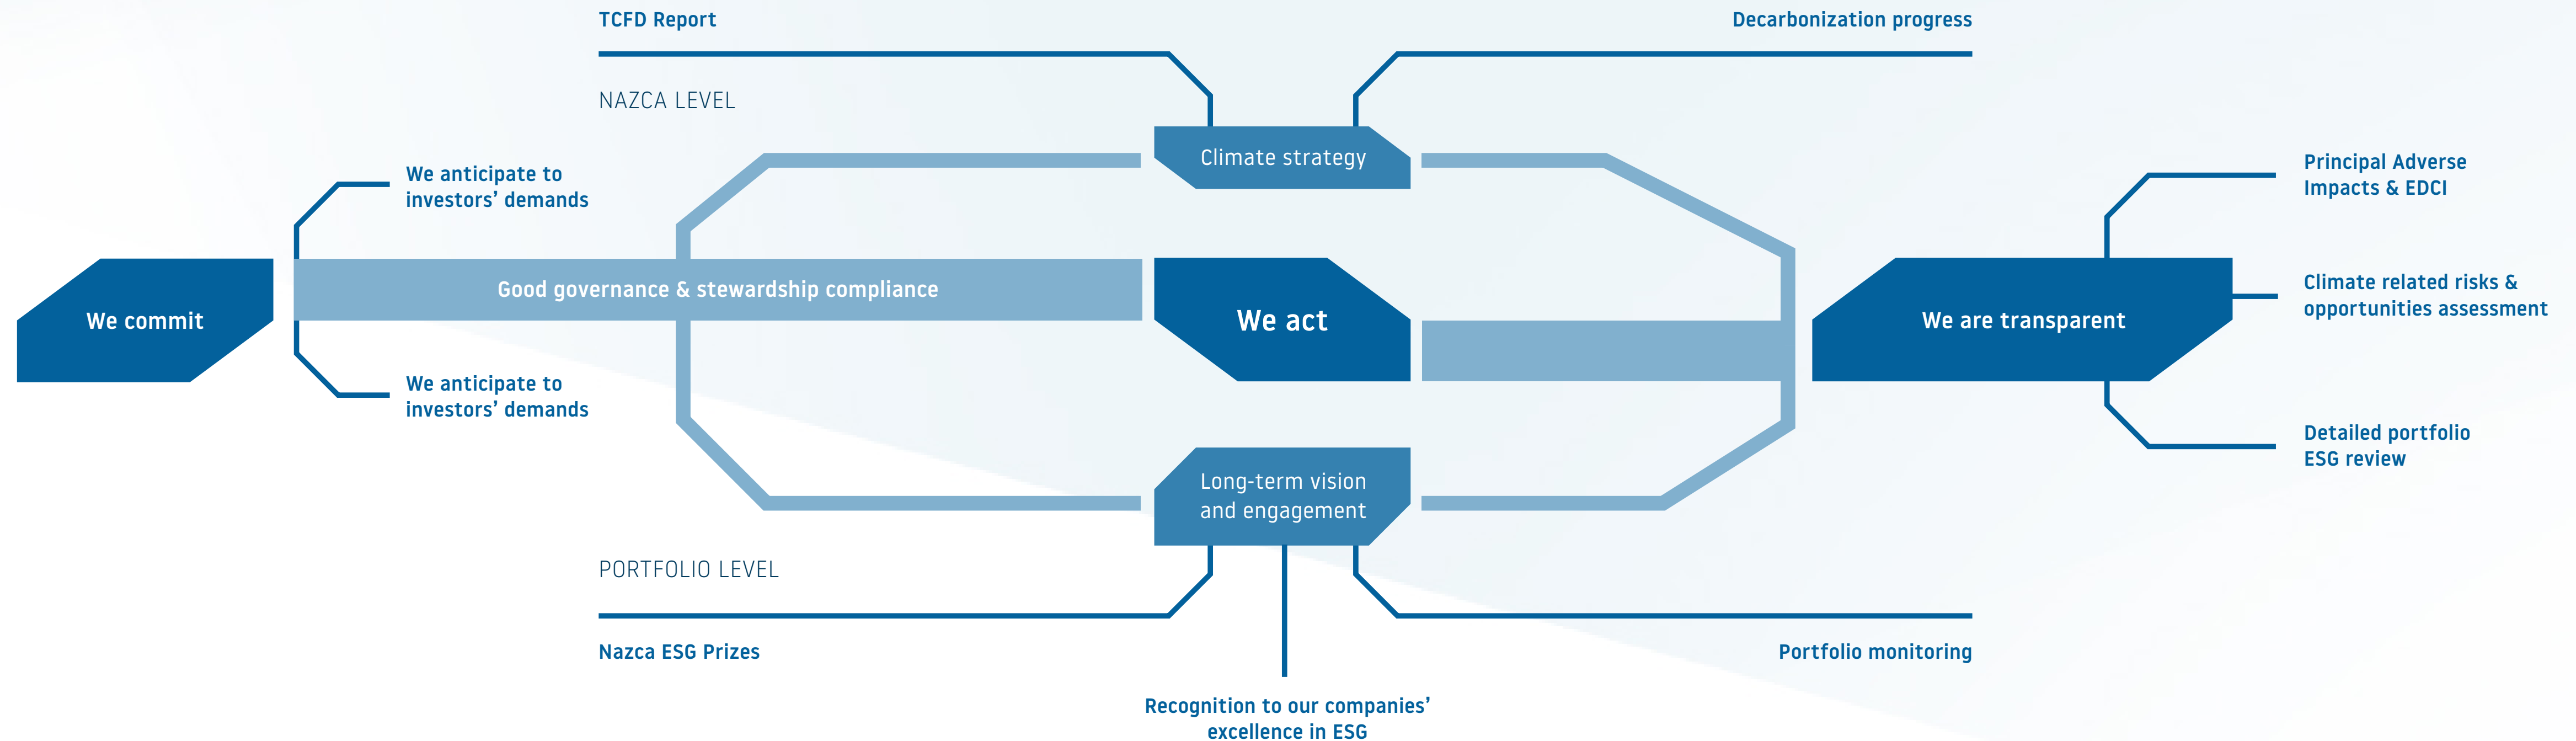 TCFD Report
Decarbonization progress
NAZCA LEVEL
Climate strategy
We anticipate to
investors’ demands
We commit
Good governance & stewardship compliance
We act
We are transparent
Principal Adverse
Impacts & EDCI
Climate related risks &
opportunities assessment
We anticipate to
investors’ demands
Detailed portfolio
ESG review
Long-term vision
and engagement
PORTFOLIO LEVEL
Nazca ESG Prizes
Portfolio monitoring
Recognition to our companies’
excellence in ESG